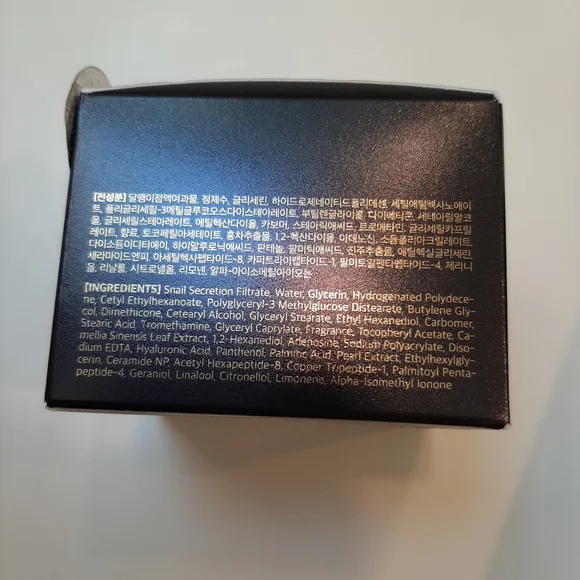 [전성분] 달팽이점액여과물, 정제수, 글리세린, 하이드로제네이티드폴리데센, 세틸에틸헥사노에이
트, 폴리글리세릴-3메틸글루코오스다이스테아레이트, 부틸렌글라이콜, 다이메티콘, 세테아릴알코
올, 글리세릴스테아레이트, 에틸헥산다이올, 카보머, 스테아릭애씨드, 트로메타민, 글리세릴카프릴
레이트, 향료, 토코페릴아세테이트, 홍차추출물, 1,2-헥산다이올, 아데노신, 소듐폴리아크릴레이트,
다이소듐이디티에이, 하이알루로닉애씨드, 판테놀, 팔미틱애씨드, 진주추출물, 에틸헥실글리세린,
세라마이드엔피, 아세틸헥사펩타이드-8, 카퍼트라이펩타이드-1, 팔미토일펜타펩타이드-4, 제라니
올, 리날룰, 시트로넬올, 리모넨, 알파-아이소메틸아이오논
[INGREDIENTS] Snail Secretion Filtrate, Water, Glycerin, Hydrogenated Polydece-
ne, Cetyl Ethylhexanoate, Polyglyceryl-3 Methylglucose Distearate, Butylene Gly-
col, Dimethicone, Cetearyl Alcohol, Glyceryl Stearate, Ethyl Hexanediol, Carbomer,
Stearic Acid, Tromethamine, Glyceryl Caprylate, Fragrance, Tocopheryl Acetate, Ca-
mellia Sinensis Leaf Extract, 1,2-Hexanediol, Adenosine, Sodium Polyacrylate, Diso-
dium EDTA, Hyaluronic Acid, Panthenol, Palmitic Acid, Pearl Extract, Ethylhexylgly-
cerin, Ceramide NP, Acetyl Hexapeptide-8, Copper Tripeptide-1, Palmitoyl Penta-
peptide-4, Geraniol, Linalool, Citronellol, Limonene, Alpha-Isomethyl Ionone